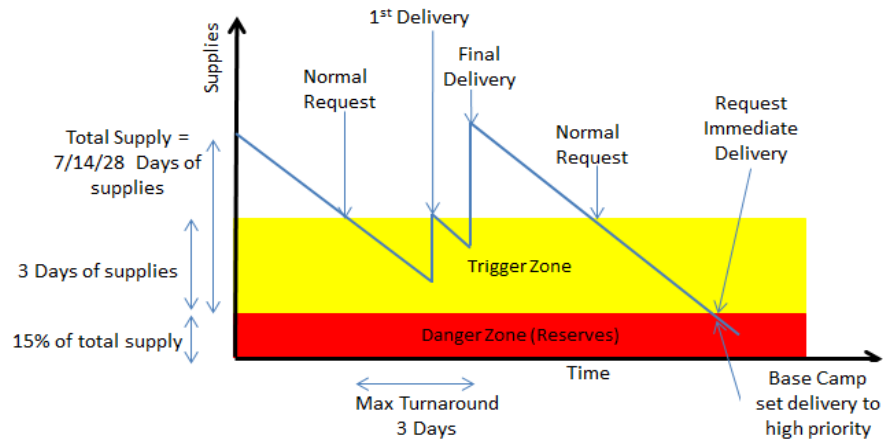 1st Delivery
Final
Delivery
Normal
Request
Supplies
Request
Immediate
Delivery
Normal
Request
Total Supply =
7/14/28 Days of
supplies
3 Days of supplies
Trigger Zone
15% of total supply
Danger Zone (Reserves)
Time
Max Turnaround
3 Days
Base Camp
set delivery to
high priority